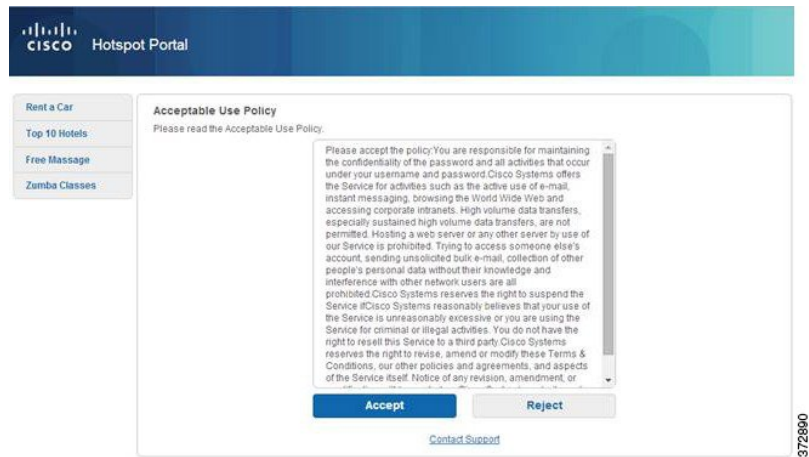 CISCO Hotspot Portal
Rent a Car
Top 10 Hotels
Free Massage
Zumba Classes
Acceptable Use Policy
Please read the Acceptable Use Policy.
Please accept the policy:You are responsible for maintaining
the confidentiality of the password and all activities that occur
under your username and password.Cisco Systems offers
the Service for activities such as the active use of e-mail,
instant messaging, browsing the World Wide Web and
accessing corporate intranets. High volume data transfers,
especially sustained high volume data transfers, are not
permitted. Hosting a web server or any other server by use of
our Service is prohibited. Trying to access someone else's
account, sending unsolicited bulk e-mail, collection of other
people's personal data without their knowledge and
interference with other network users are all
prohibited.Cisco Systems reserves the right to suspend the
Service ifCisco Systems reasonably believes that your use of
the Service is unreasonably excessive or you are using the
Service for criminal or illegal activities. You do not have the
right to resell this Service to a third party.Cisco Systems
reserves the right to revise, amend or modify these Terms &
Conditions, our other policies and agreements, and aspects
of the Service itself. Notice of any revision, amendment, or
Accept
Reject
Contact Support
372890